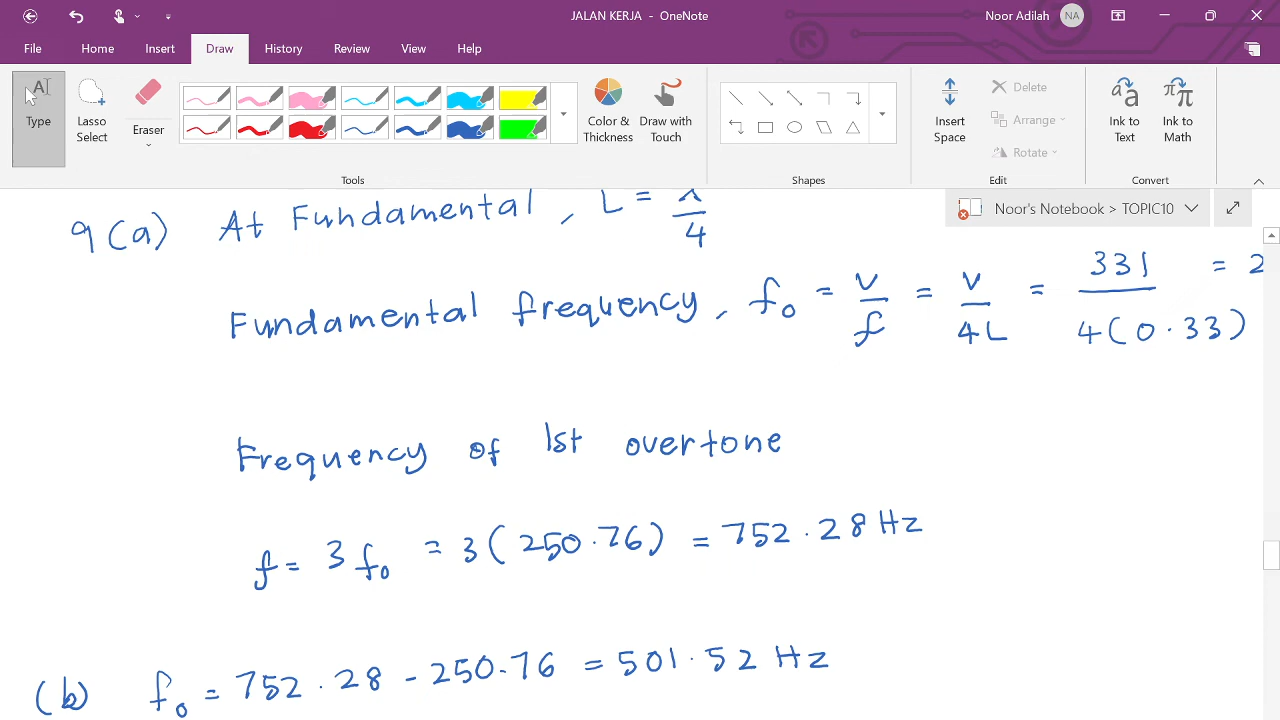 JALAN KERJA - OneNote
Noor Adilah NA
File Home Insert Draw History Review View Help
Type
Lasso Select
Eraser
Color & Thickness
Draw with Touch
Insert Space
Delete
Arrange
Rotate
Ink to Text
Ink to Math
Tools Shapes Edit Convert
Noor's Notebook > TOPIC10
9(a) At Fundamental, L = λ/4
Fundamental frequency, f₀ = v/f = v/4L = 331/4(0.33) = 2
Frequency of 1st overtone
f = 3f₀ = 3(250.76) = 752.28 Hz
(b) f₀ = 752.28 - 250.76 = 501.52 Hz